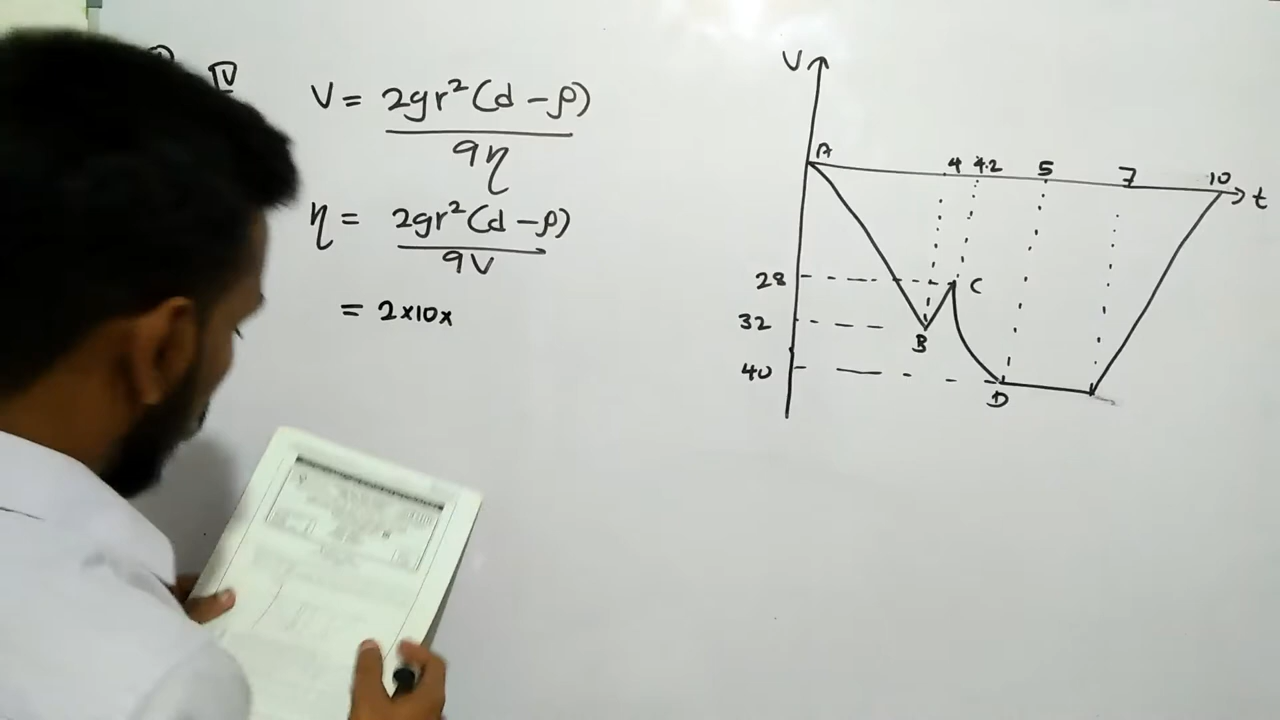 V = 2gr²(d - ρ)
9η
η = 2gr²(d - ρ)
9V
= 2×10×
V
A
4 4.2 5 7 10
t
28
C
32
B
40
D